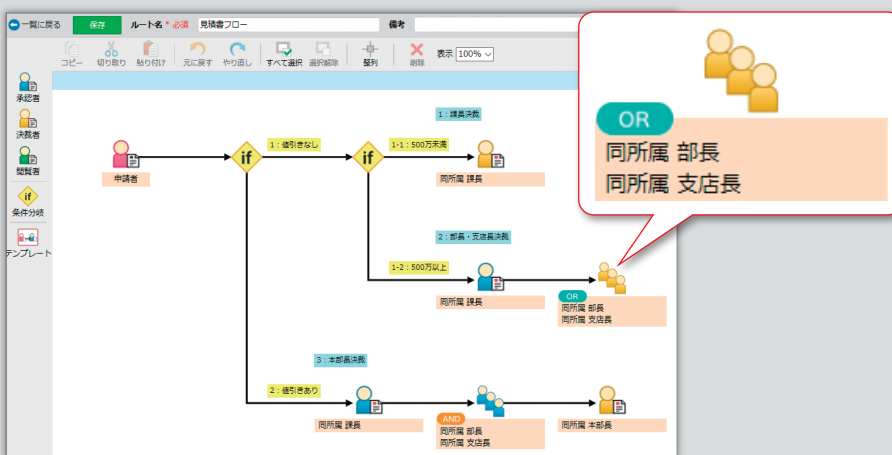 一覧に戻る 保存 ルート名 * 必須 見積書フロー 備考
コピー 切り取り 貼り付け 元に戻す やり直し すべて選択 選択解除 整列 削除 表示 100%
承認者
決裁者
閲覧者
if
条件分岐
テンプレート
1:課員決裁
申請者
if
1:値引きなし
if
1-1:500万未満
同所属 課長
2:部長・支店長決裁
1-2:500万以上
同所属 課長
OR
同所属 部長
同所属 支店長
3:本部長決裁
2:値引きあり
同所属 課長
AND
同所属 部長
同所属 支店長
同所属 本部長
OR
同所属 部長
同所属 支店長